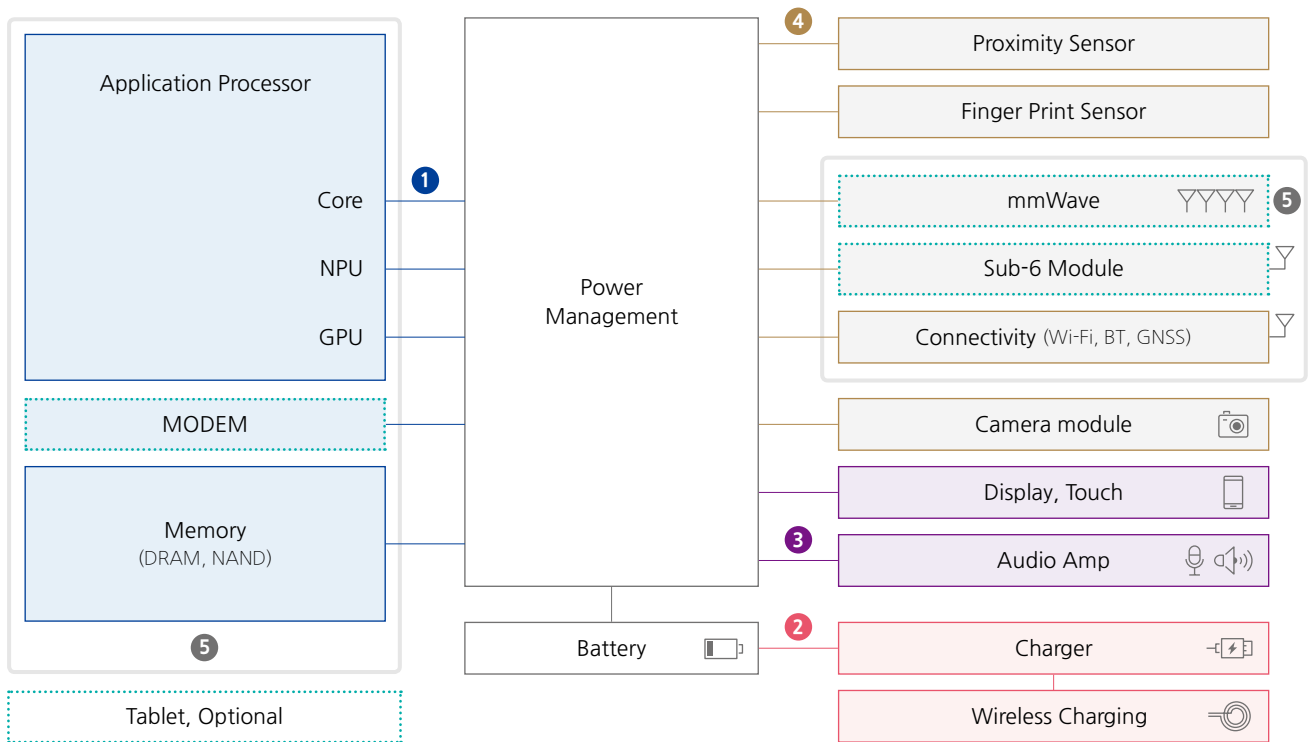 Application Processor
Core
NPU
GPU
MODEM
Memory
(DRAM, NAND)
5
Tablet, Optional
1
Power
Management
Battery
4
Proximity Sensor
Finger Print Sensor
mmWave
5
Sub-6 Module
Connectivity (Wi-Fi, BT, GNSS)
Camera module
Display, Touch
3
Audio Amp
2
Charger
Wireless Charging